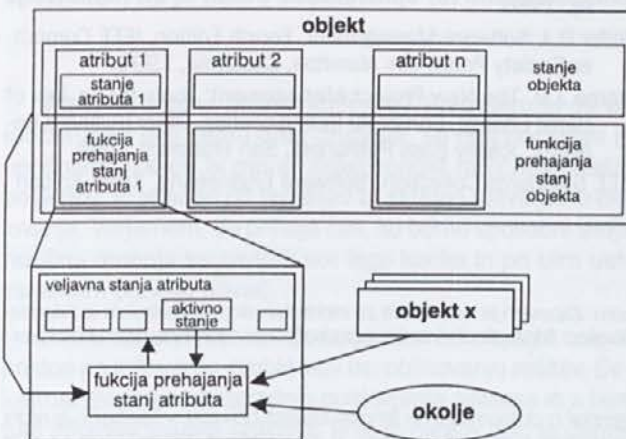 objekt
atribut 1
atribut 2
atribut n
stanje
atributa 1
stanje
objekta
fukcija
prehajanja
stanj
atributa 1
funkcija
prehajanja
stanj
objekta
veljavna stanja atributa
aktivno
stanje
objekt x
fukcija prehajanja
stanj atributa
okolje